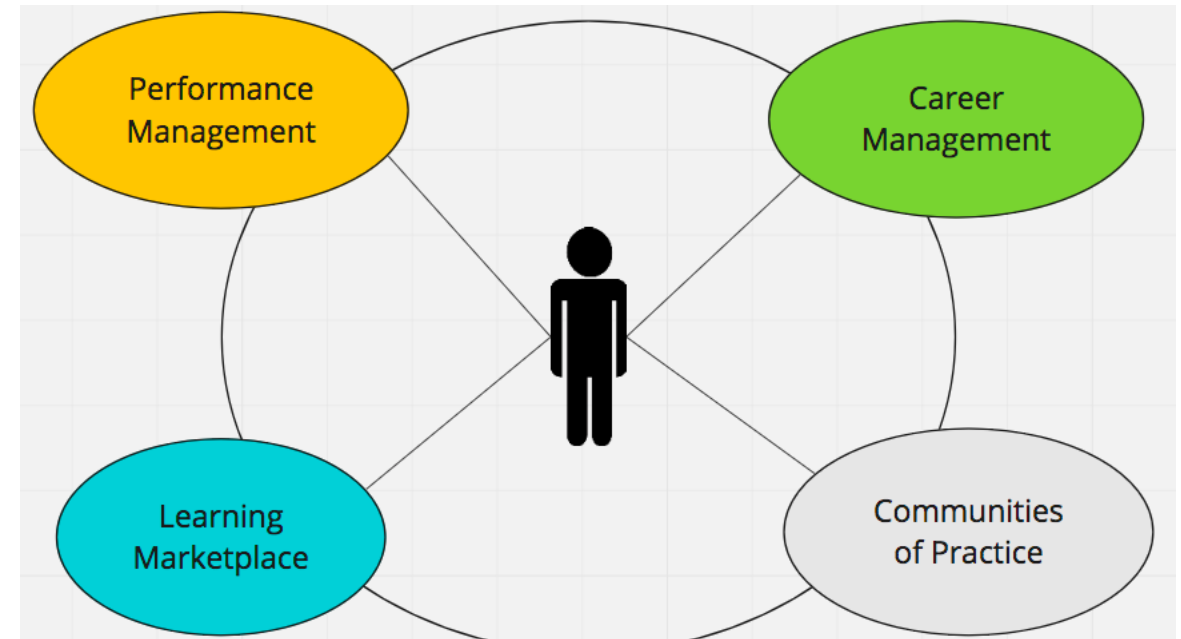 Performance
Management
Career
Management
Learning
Marketplace
Communities
of Practice